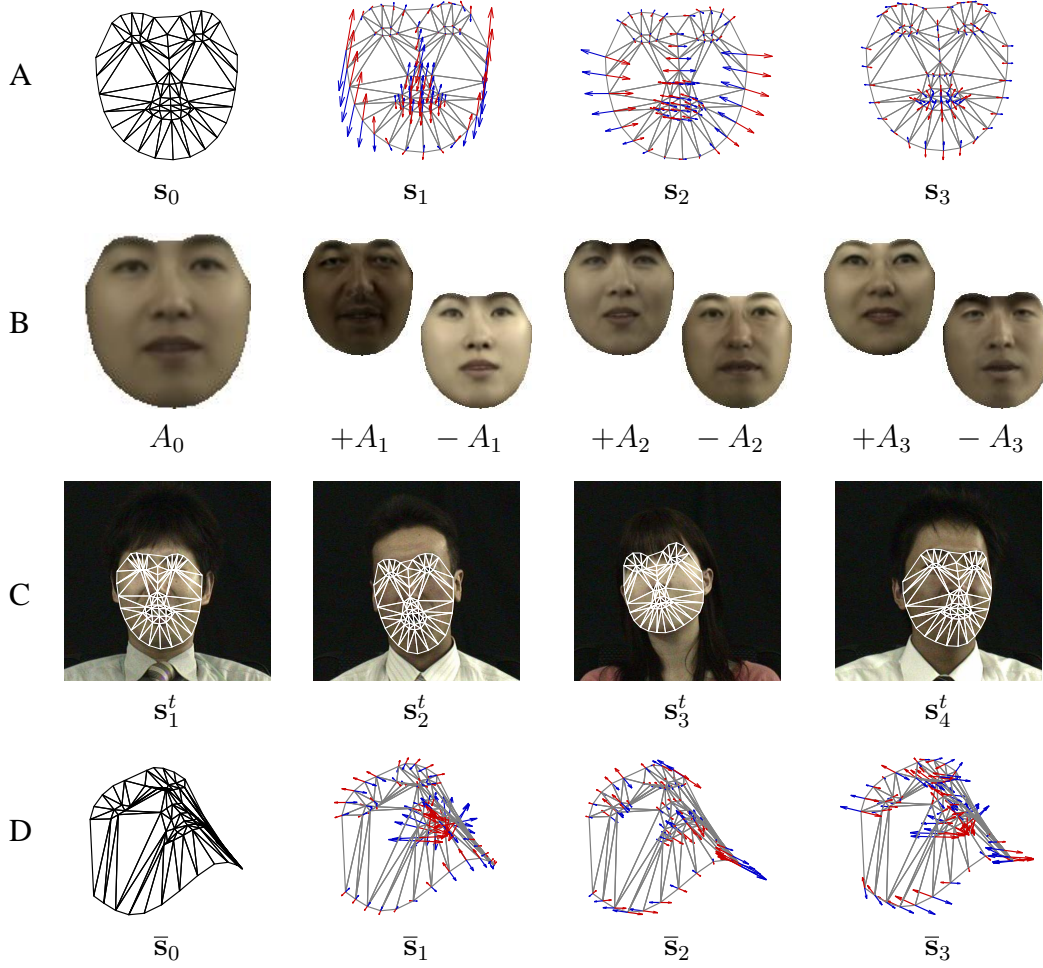 A
s₀ s₁ s₂ s₃
B
A₀ +A₁ − A₁ +A₂ − A₂ +A₃ − A₃
C
s₁ᵗ s₂ᵗ s₃ᵗ s₄ᵗ
D
s̄₀ s̄₁ s̄₂ s̄₃